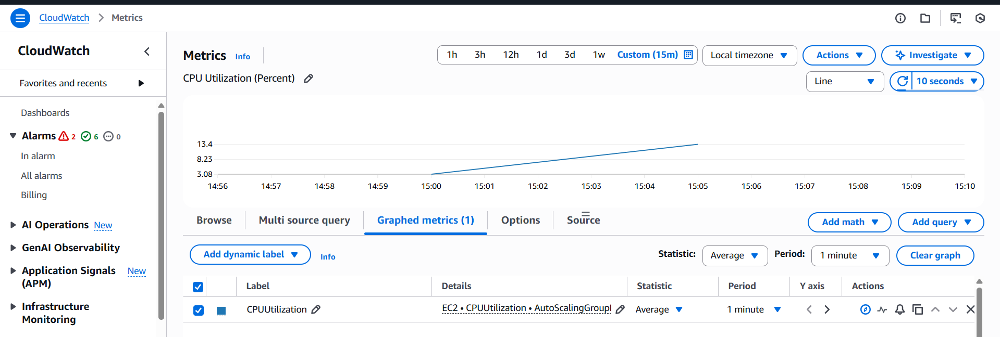 CloudWatch > Metrics
CloudWatch
Favorites and recents
Dashboards
Alarms 2 6 0
In alarm
All alarms
Billing
AI Operations New
GenAI Observability
Application Signals New
(APM)
Infrastructure
Monitoring
Metrics Info
1h 3h 12h 1d 3d 1w Custom (15m) Local timezone Actions Investigate
CPU Utilization (Percent)
Line 10 seconds
13.4
8.23
3.08
14:56 14:57 14:58 14:59 15:00 15:01 15:02 15:03 15:04 15:05 15:06 15:07 15:08 15:09 15:10
Browse Multi source query Graphed metrics (1) Options Source Add math Add query
Add dynamic label Info Statistic: Average Period: 1 minute Clear graph
Label Details Statistic Period Y axis Actions
CPUUtilization EC2 • CPUUtilization • AutoScalingGroup Average 1 minute